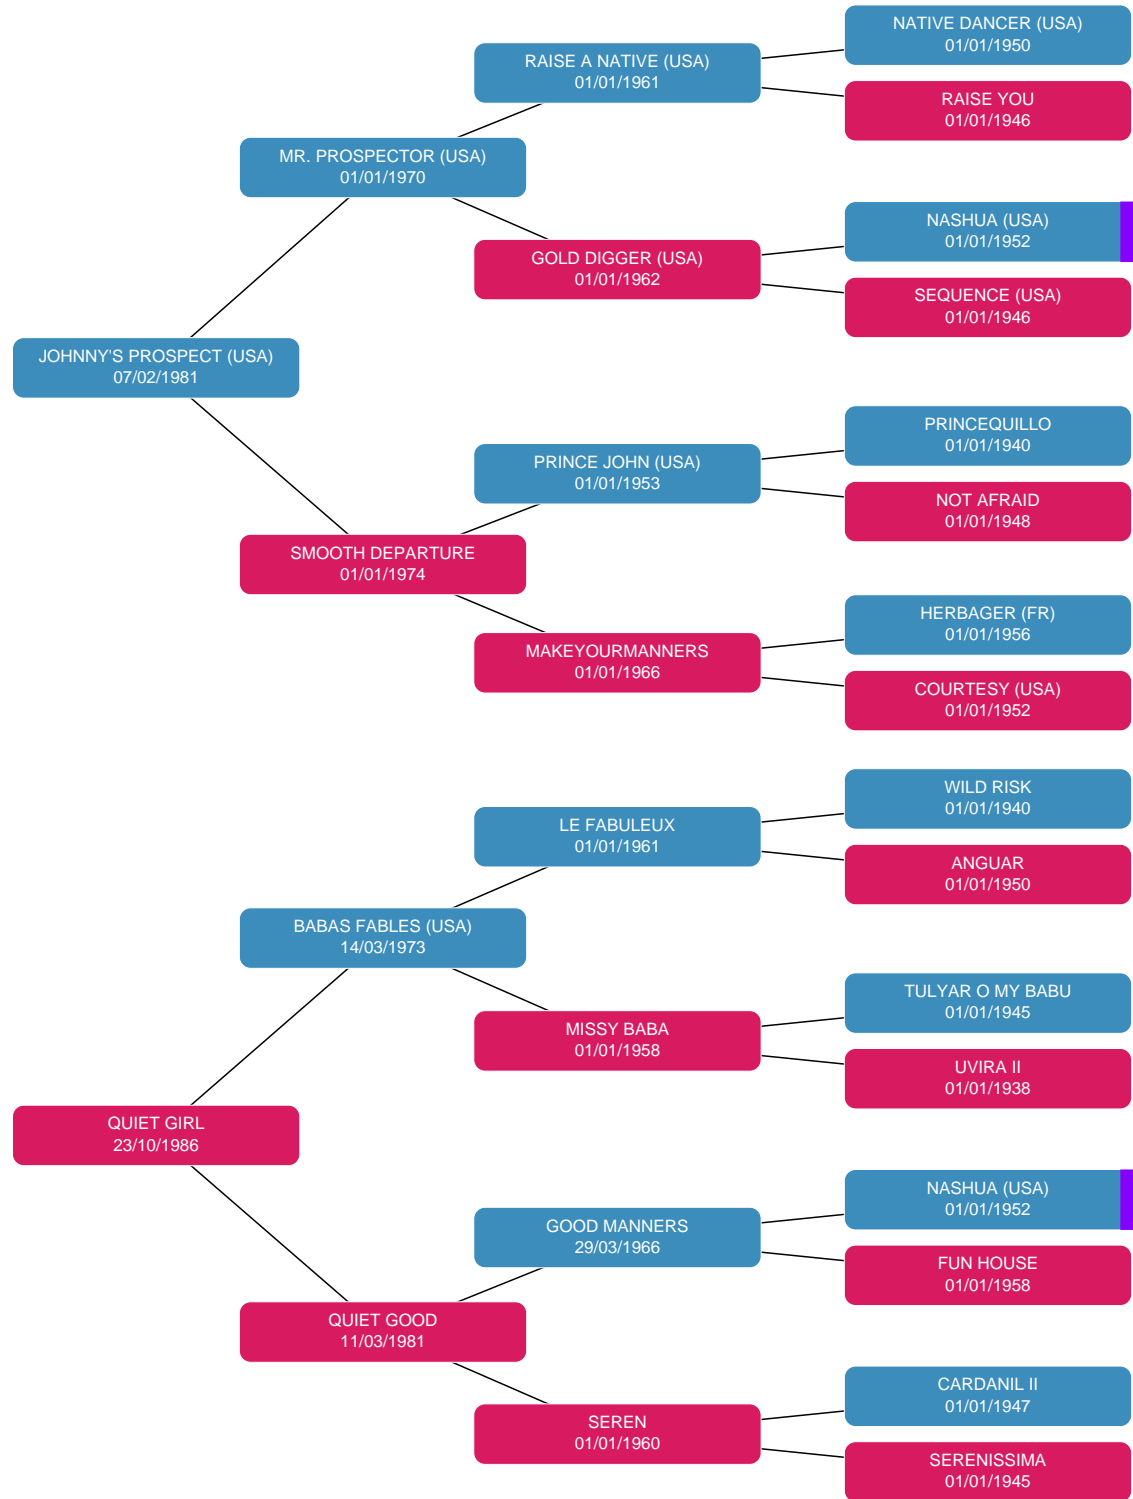 NATIVE DANCER (USA)
01/01/1950
RAISE A NATIVE (USA)
01/01/1961
RAISE YOU
01/01/1946
MR. PROSPECTOR (USA)
01/01/1970
NASHUA (USA)
01/01/1952
GOLD DIGGER (USA)
01/01/1962
SEQUENCE (USA)
01/01/1946
JOHNNY'S PROSPECT (USA)
07/02/1981
PRINCEQUILLO
01/01/1940
PRINCE JOHN (USA)
01/01/1953
NOT AFRAID
01/01/1948
SMOOTH DEPARTURE
01/01/1974
HERBAGER (FR)
01/01/1956
MAKEYOURMANNERS
01/01/1966
COURTESY (USA)
01/01/1952
WILD RISK
01/01/1940
LE FABULEUX
01/01/1961
ANGUAR
01/01/1950
BABAS FABLES (USA)
14/03/1973
TULYAR O MY BABU
01/01/1945
MISSY BABA
01/01/1958
UVIRA II
01/01/1938
QUIET GIRL
23/10/1986
NASHUA (USA)
01/01/1952
GOOD MANNERS
29/03/1966
FUN HOUSE
01/01/1958
QUIET GOOD
11/03/1981
CARDANIL II
01/01/1947
SEREN
01/01/1960
SERENISSIMA
01/01/1945